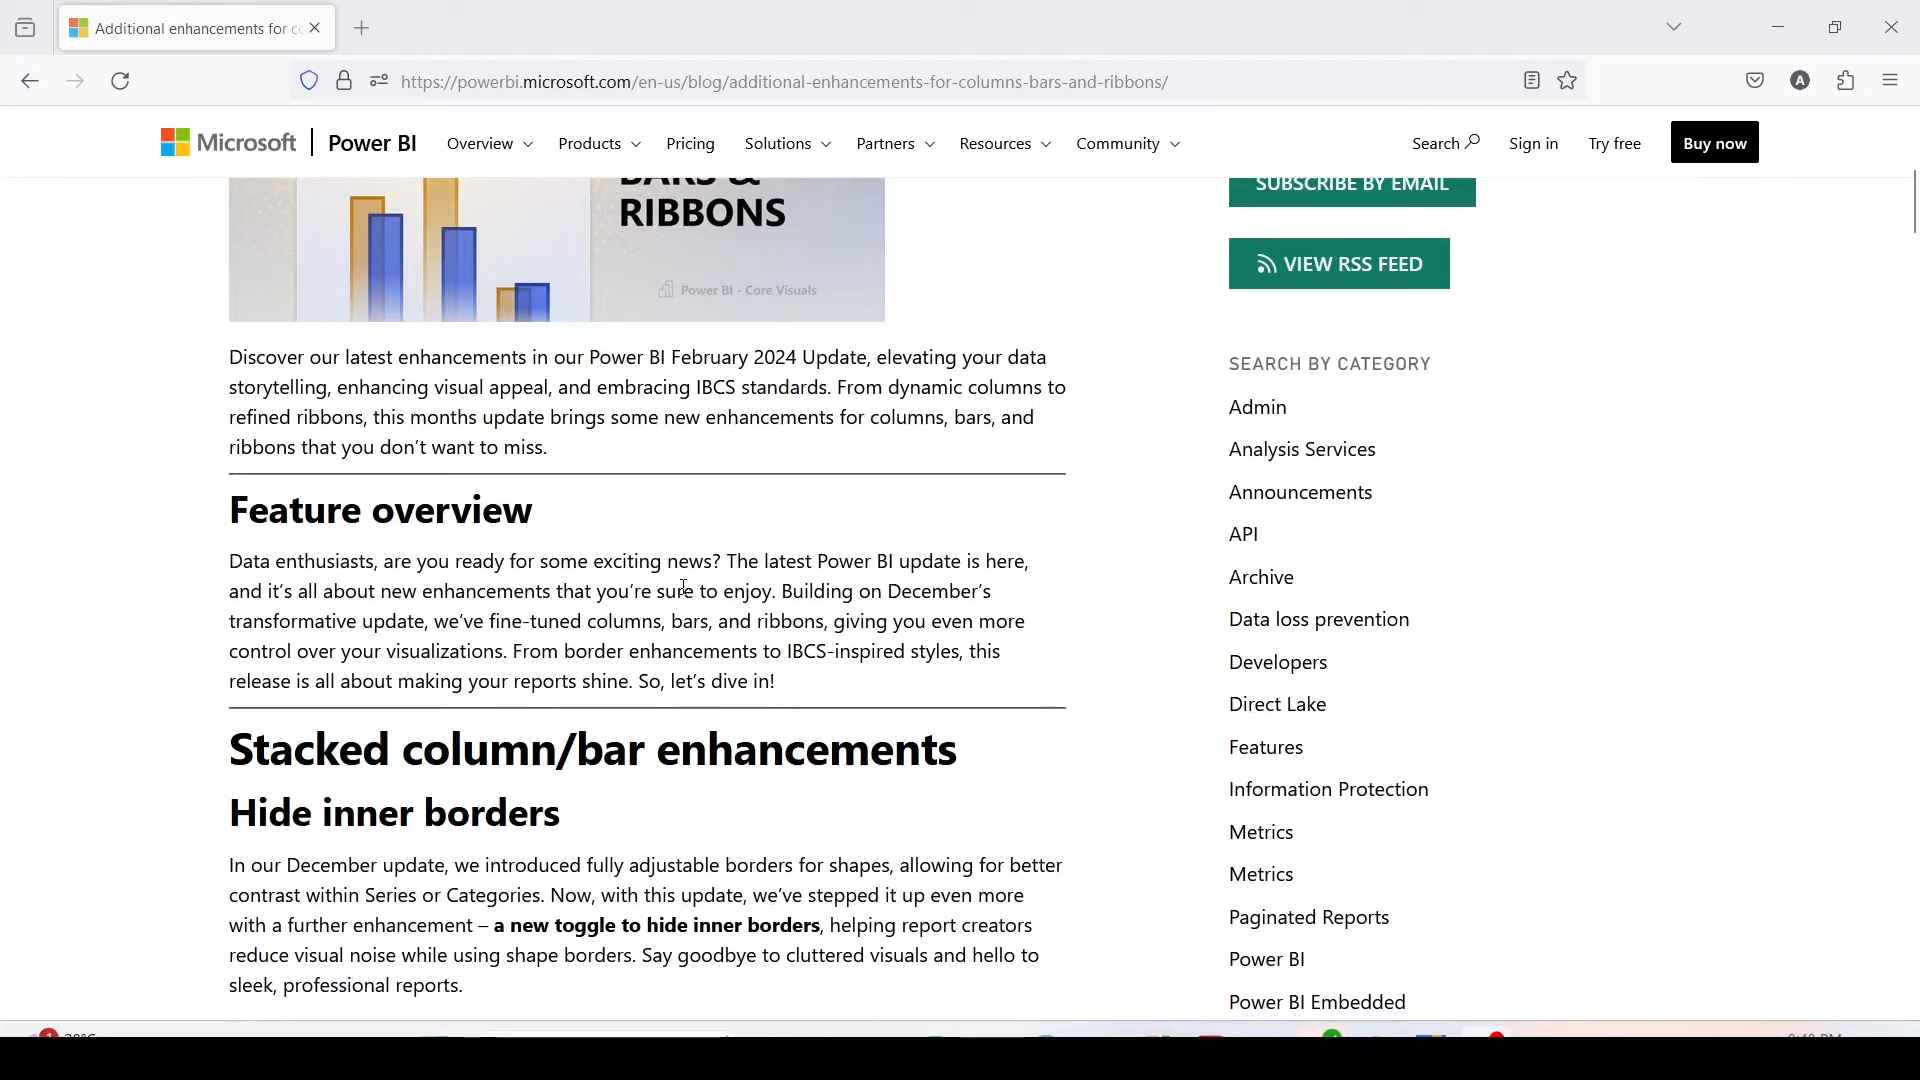 Additional enhancements for co
https://powerbi.microsoft.com/en-us/blog/additional-enhancements-for-columns-bars-and-ribbons/
A
Microsoft
Power BI
Overview
Products
Pricing
Solutions
Partners
Resources
Community
Search
Sign in
Try free
Buy now
BARS &
RIBBONS
Power BI - Core Visuals
Discover our latest enhancements in our Power BI February 2024 Update, elevating your data
storytelling, enhancing visual appeal, and embracing IBCS standards. From dynamic columns to
refined ribbons, this months update brings some new enhancements for columns, bars, and
ribbons that you don’t want to miss.
Feature overview
Data enthusiasts, are you ready for some exciting news? The latest Power BI update is here,
and it’s all about new enhancements that you’re sure to enjoy. Building on December’s
transformative update, we’ve fine-tuned columns, bars, and ribbons, giving you even more
control over your visualizations. From border enhancements to IBCS-inspired styles, this
release is all about making your reports shine. So, let’s dive in!
Stacked column/bar enhancements
Hide inner borders
In our December update, we introduced fully adjustable borders for shapes, allowing for better
contrast within Series or Categories. Now, with this update, we’ve stepped it up even more
with a further enhancement – a new toggle to hide inner borders, helping report creators
reduce visual noise while using shape borders. Say goodbye to cluttered visuals and hello to
sleek, professional reports.
SUBSCRIBE BY EMAIL
VIEW RSS FEED
SEARCH BY CATEGORY
Admin
Analysis Services
Announcements
API
Archive
Data loss prevention
Developers
Direct Lake
Features
Information Protection
Metrics
Metrics
Paginated Reports
Power BI
Power BI Embedded